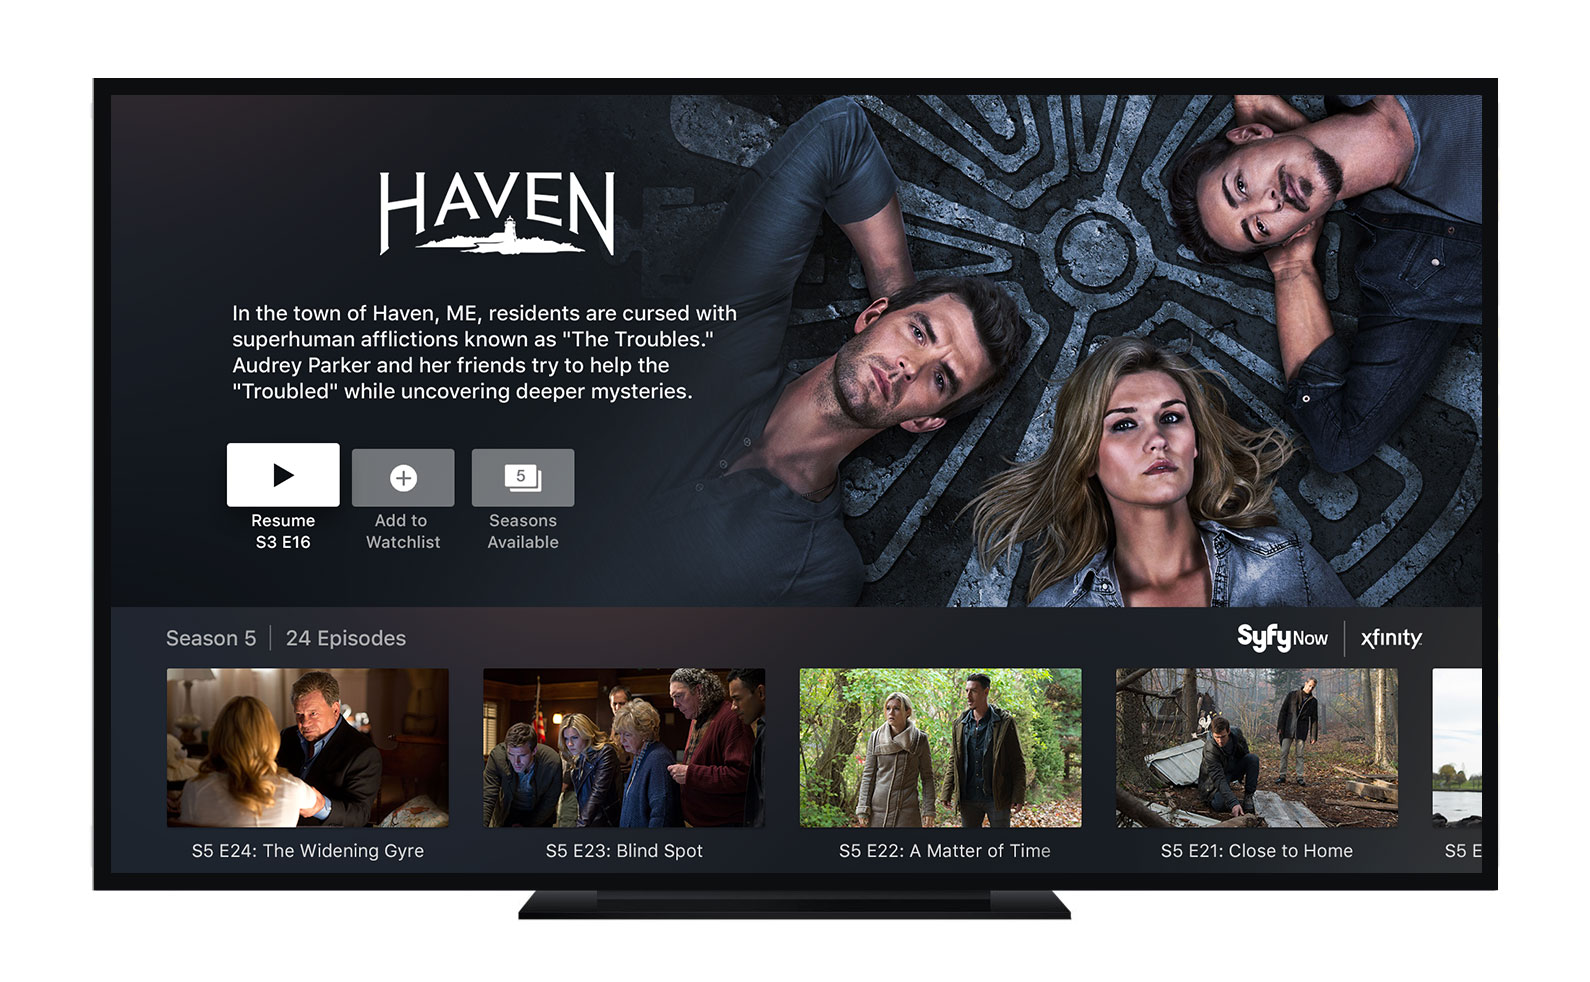 HAVEN
In the town of Haven, ME, residents are cursed with
superhuman afflictions known as "The Troubles."
Audrey Parker and her friends try to help the
"Troubled" while uncovering deeper mysteries.
5
Resume
S3 E16
Add to
Watchlist
Seasons
Available
Season 5 | 24 Episodes
Syfy Now | xfinity
S5 E24: The Widening Gyre
S5 E23: Blind Spot
S5 E22: A Matter of Time
S5 E21: Close to Home
S5 E